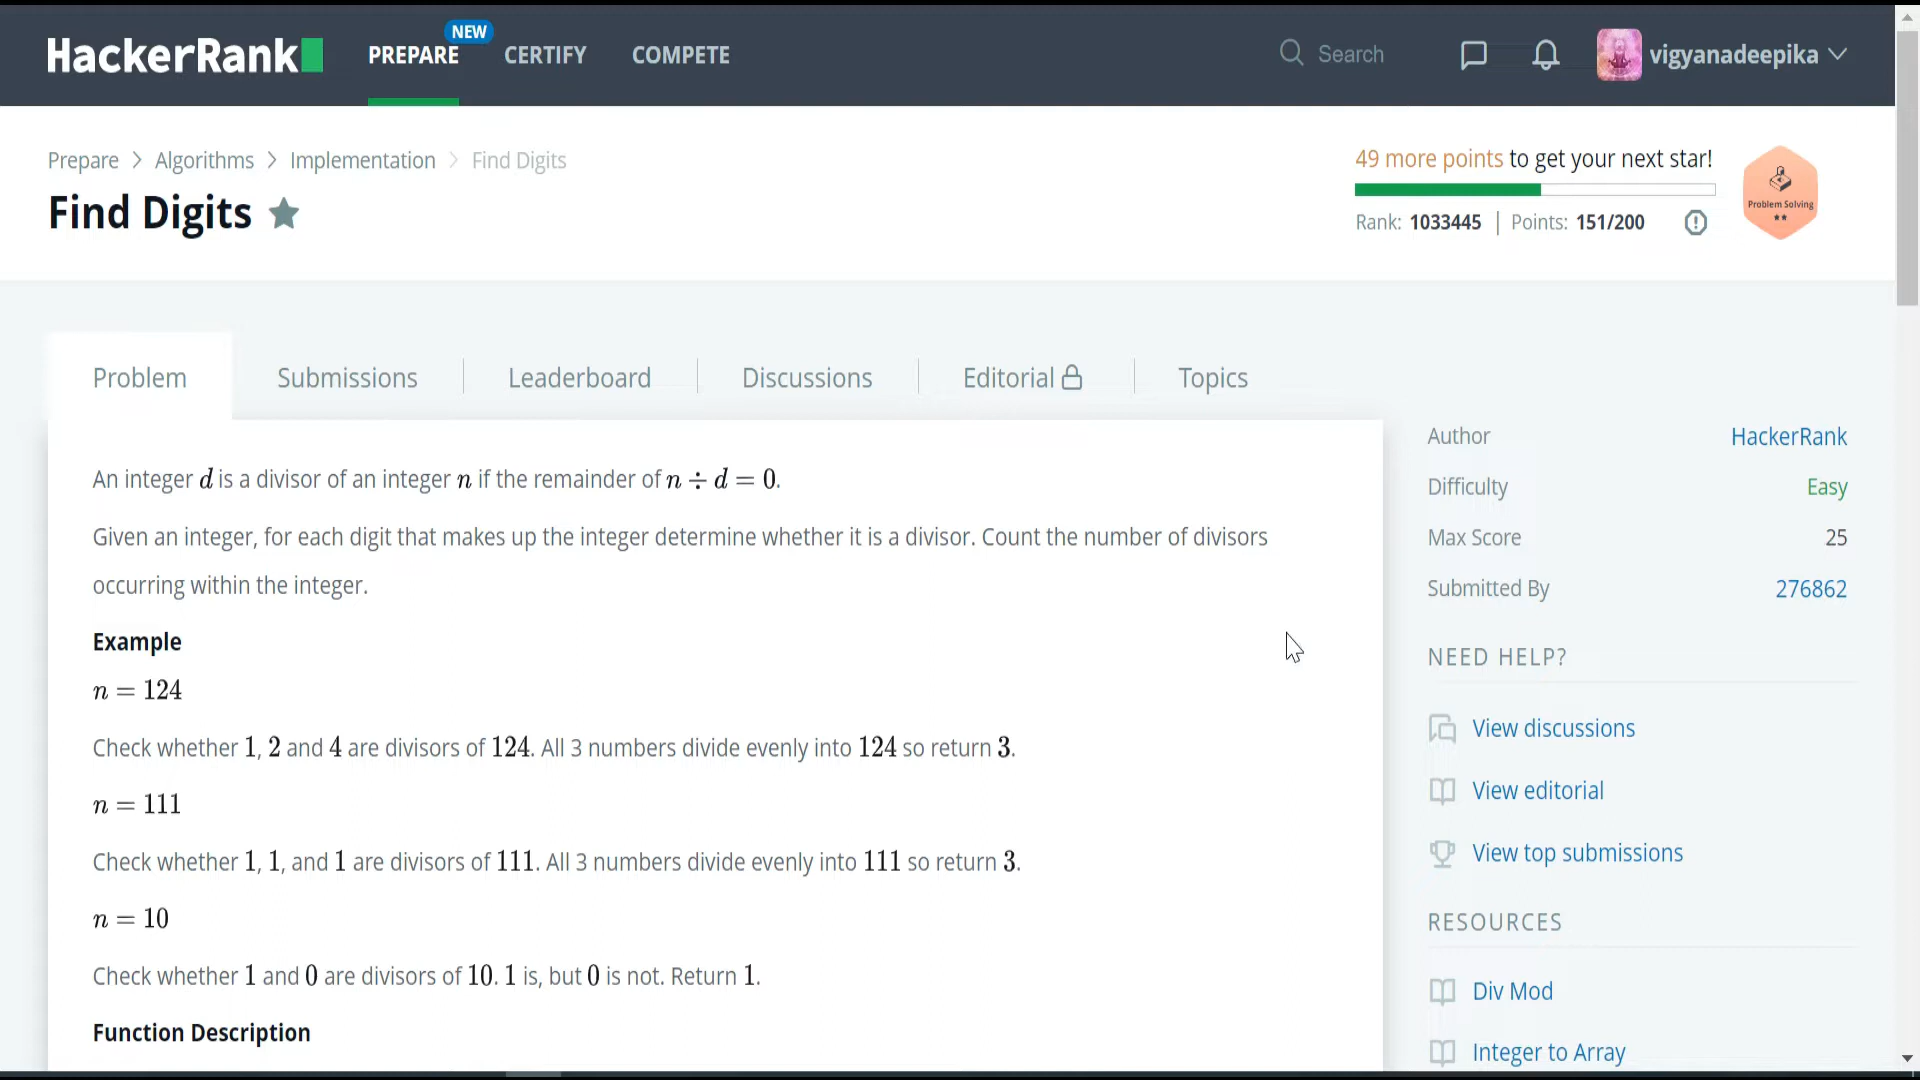 HackerRank PREPARE NEW CERTIFY COMPETE Search vigyanadeepika
Prepare > Algorithms > Implementation > Find Digits
Find Digits
49 more points to get your next star!
Rank: 1033445 | Points: 151/200
Problem Solving
Problem Submissions Leaderboard Discussions Editorial Topics
An integer d is a divisor of an integer n if the remainder of n ÷ d = 0.
Given an integer, for each digit that makes up the integer determine whether it is a divisor. Count the number of divisors
occurring within the integer.
Example
n = 124
Check whether 1, 2 and 4 are divisors of 124. All 3 numbers divide evenly into 124 so return 3.
n = 111
Check whether 1, 1, and 1 are divisors of 111. All 3 numbers divide evenly into 111 so return 3.
n = 10
Check whether 1 and 0 are divisors of 10. 1 is, but 0 is not. Return 1.
Function Description
Author HackerRank
Difficulty Easy
Max Score 25
Submitted By 276862
NEED HELP?
View discussions
View editorial
View top submissions
RESOURCES
Div Mod
Integer to Array